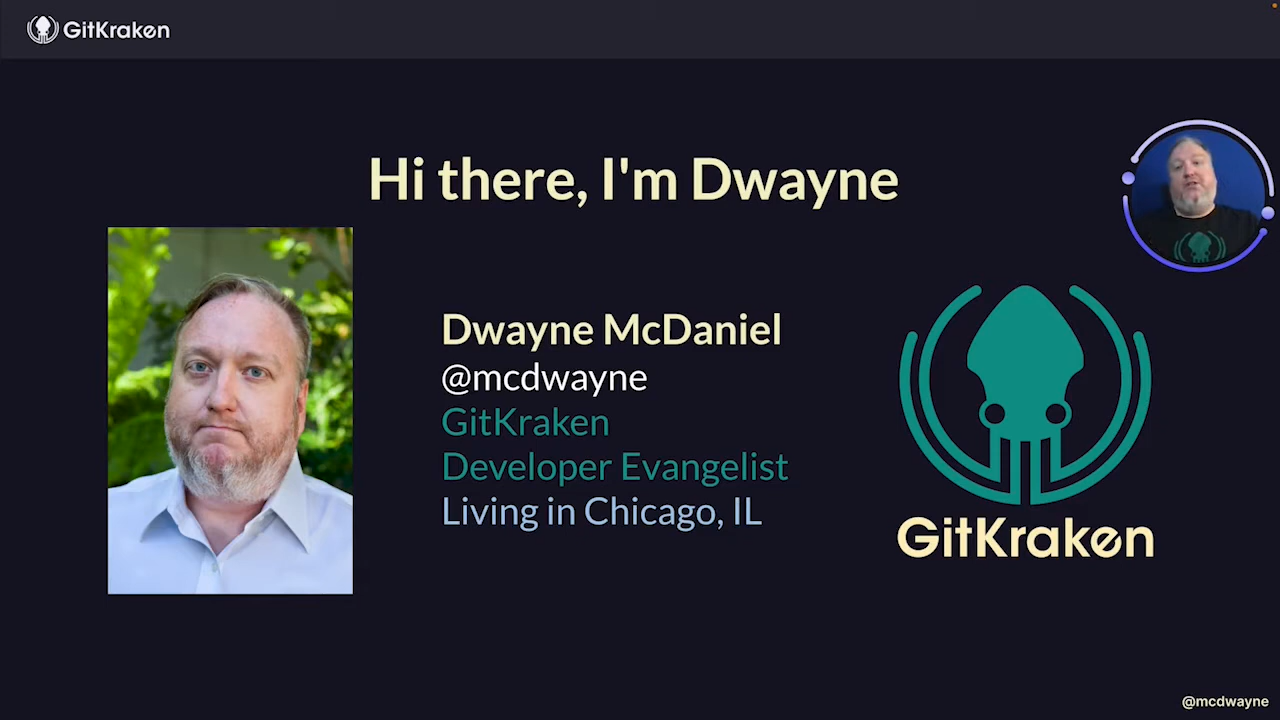 GitKraken
Hi there, I'm Dwayne
Dwayne McDaniel
@mcdwayne
GitKraken
Developer Evangelist
Living in Chicago, IL
GitKraken
@mcdwayne